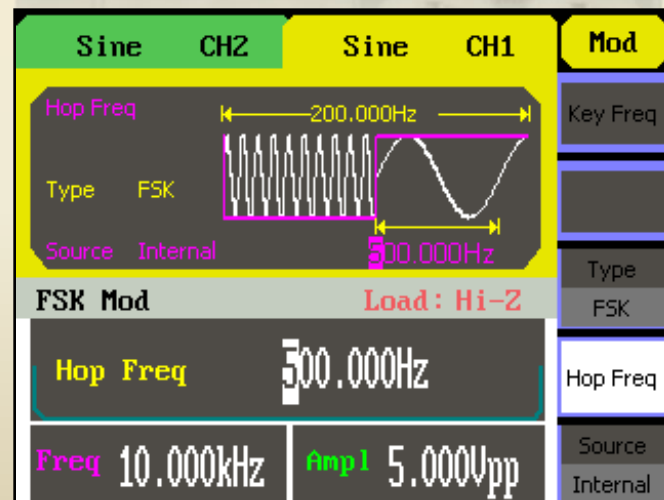 Sine CH2 Sine CH1 Mod
Hop Freq 200.000Hz
Key Freq
Type FSK
Source Internal 500.000Hz
Type
FSK
FSK Mod Load: Hi-Z
Hop Freq 500.000Hz
Hop Freq
Freq 10.000kHz Ampl 5.000Vpp
Source
Internal